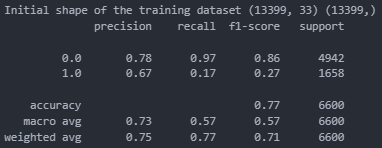 Initial shape of the training dataset (13399, 33) (13399,)
precision recall f1-score support
0.0 0.78 0.97 0.86 4942
1.0 0.67 0.17 0.27 1658
accuracy 0.77 6600
macro avg 0.73 0.57 0.57 6600
weighted avg 0.75 0.77 0.71 6600